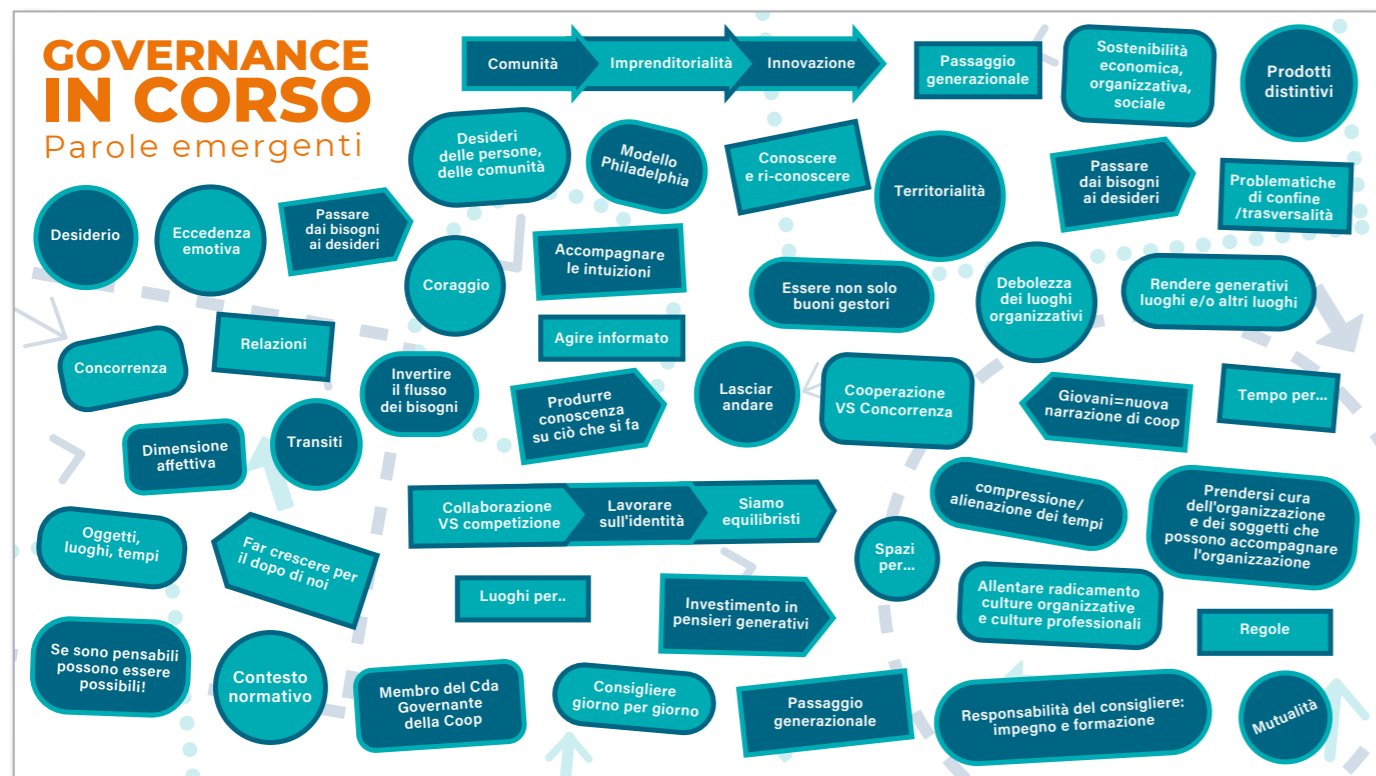 GOVERNANCE
IN CORSO
Parole emergenti
Comunità
Imprenditorialità
Innovazione
Passaggio
generazionale
Sostenibilità
economica,
organizzativa,
sociale
Prodotti
distintivi
Desideri
delle persone,
delle comunità
Modello
Philadelphia
Conoscere
e ri-conoscere
Territorialità
Passare
dai bisogni
ai desideri
Problematiche
di confine
/trasversalità
Desiderio
Eccedenza
emotiva
Passare
dai bisogni
ai desideri
Coraggio
Accompagnare
le intuizioni
Essere non solo
buoni gestori
Debolezza
dei luoghi
organizzativi
Rendere generativi
luoghi e/o altri luoghi
Concorrenza
Relazioni
Invertire
il flusso
dei bisogni
Agire informato
Produrre
conoscenza
su ciò che si fa
Lasciar
andare
Cooperazione
VS Concorrenza
Giovani=nuova
narrazione di coop
Tempo per...
Dimensione
affettiva
Transiti
Collaborazione
VS competizione
Lavorare
sull'identità
Siamo
equilibristi
compressione/
alienazione dei tempi
Prendersi cura
dell'organizzazione
e dei soggetti che
possono accompagnare
l'organizzazione
Oggetti,
luoghi, tempi
Far crescere per
il dopo di noi
Luoghi per..
Investimento in
pensieri generativi
Spazi
per...
Allentare radicamento
culture organizzative
e culture professionali
Regole
Se sono pensabili
possono essere
possibili!
Contesto
normativo
Membro del Cda
Governante
della Coop
Consigliere
giorno per giorno
Passaggio
generazionale
Responsabilità del consigliere:
impegno e formazione
Mutualità